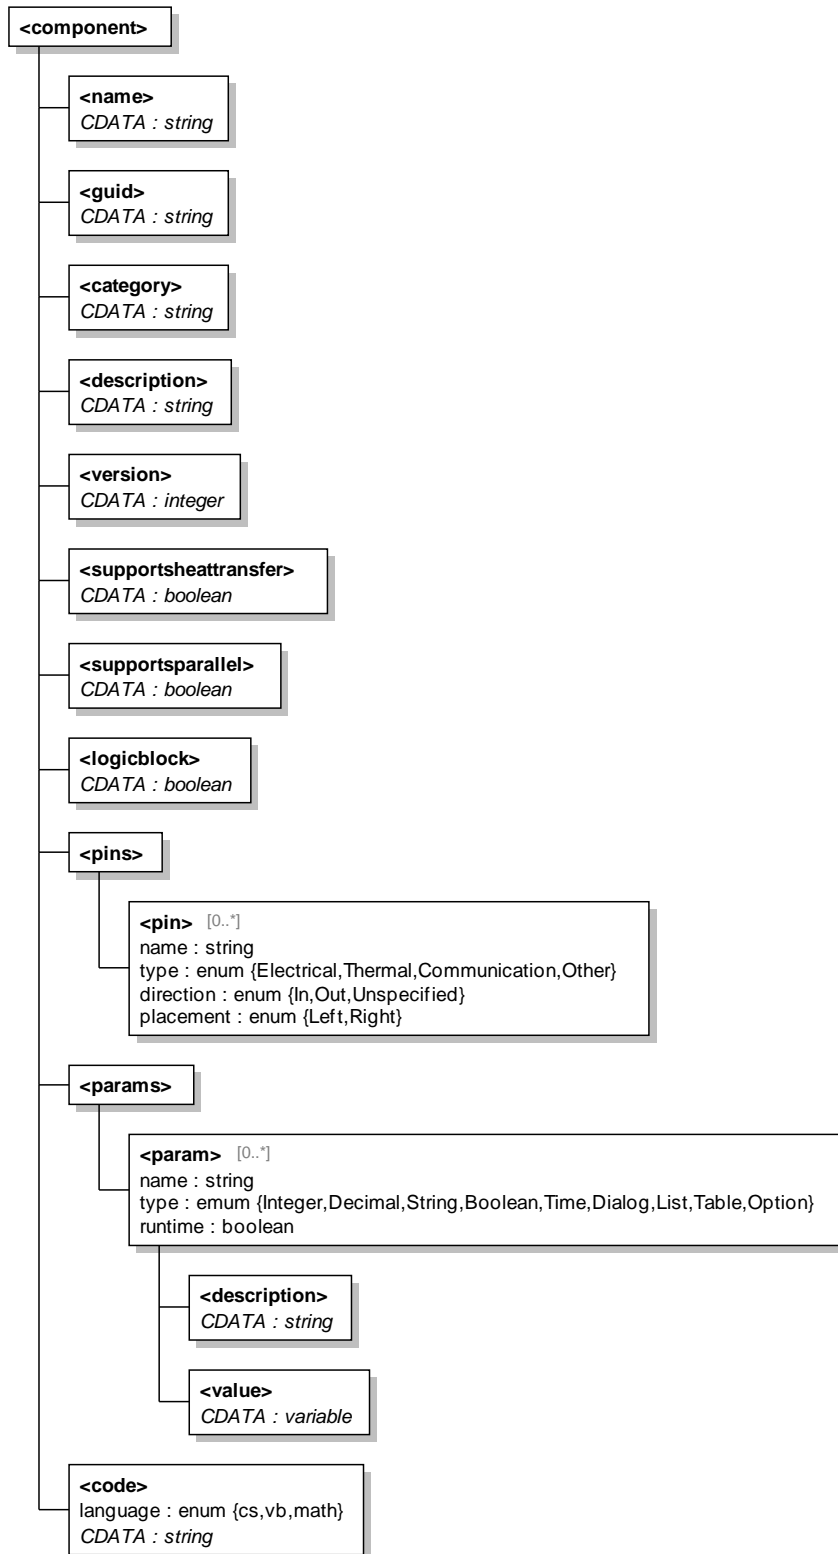 <component>
<name>
CDATA : string
<guid>
CDATA : string
<category>
CDATA : string
<description>
CDATA : string
<version>
CDATA : integer
<supportsheattransfer>
CDATA : boolean
<supportsparallel>
CDATA : boolean
<logicblock>
CDATA : boolean
<pins>
<pin> [0..*]
name : string
type : enum {Electrical,Thermal,Communication,Other}
direction : enum {In,Out,Unspecified}
placement : enum {Left,Right}
<params>
<param> [0..*]
name : string
type : emum {Integer,Decimal,String,Boolean,Time,Dialog,List,Table,Option}
runtime : boolean
<description>
CDATA : string
<value>
CDATA : variable
<code>
language : enum {cs,vb,math}
CDATA : string